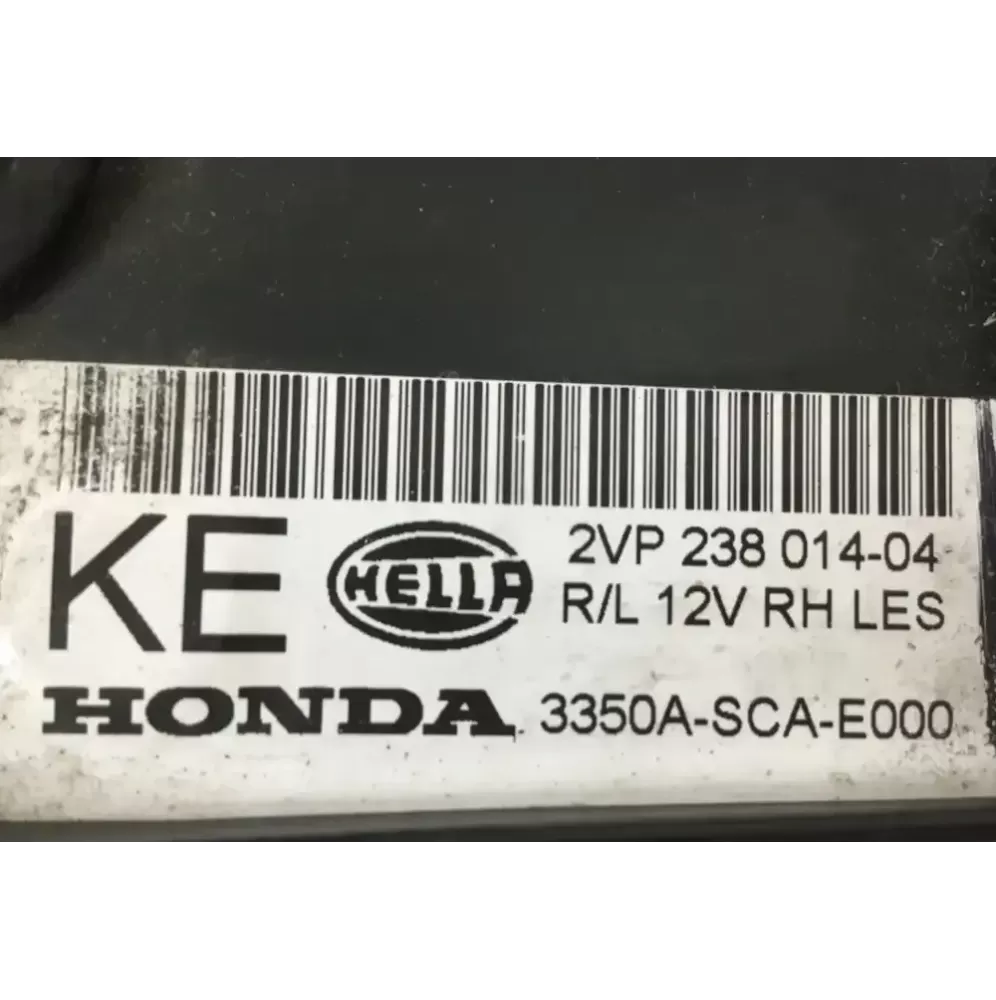 KE
HELLA
2VP 238 014-04
R/L 12V RH LES
HONDA 3350A-SCA-E000